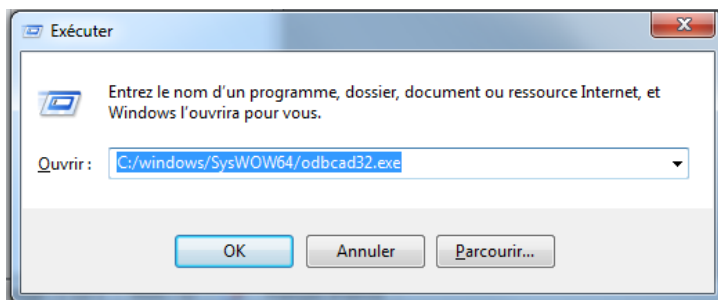 Exécuter
Entrez le nom d'un programme, dossier, document ou ressource Internet, et
Windows l'ouvrira pour vous.
Ouvrir : C:/windows/SysWOW64/odbcad32.exe
OK Annuler Parcourir...